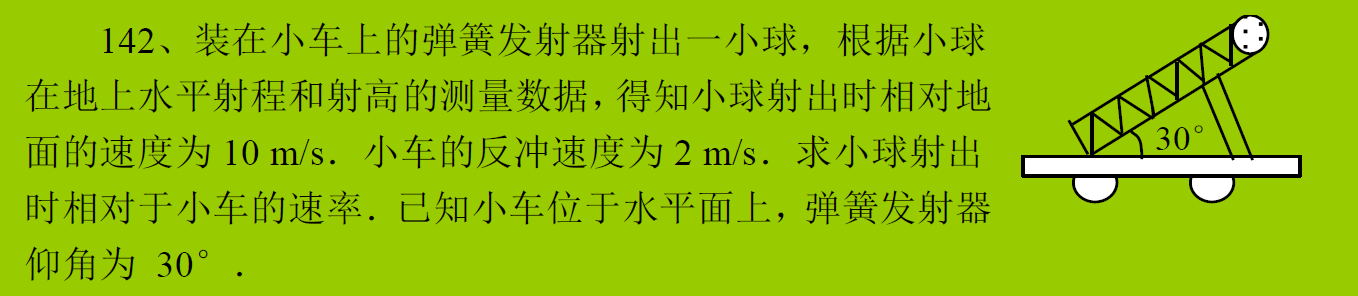 142、装在小车上的弹簧发射器射出一小球，根据小球
在地上水平射程和射高的测量数据，得知小球射出时相对地
面的速度为 10 m/s．小车的反冲速度为 2 m/s．求小球射出
时相对于小车的速率．已知小车位于水平面上，弹簧发射器
仰角为 30°．
30°